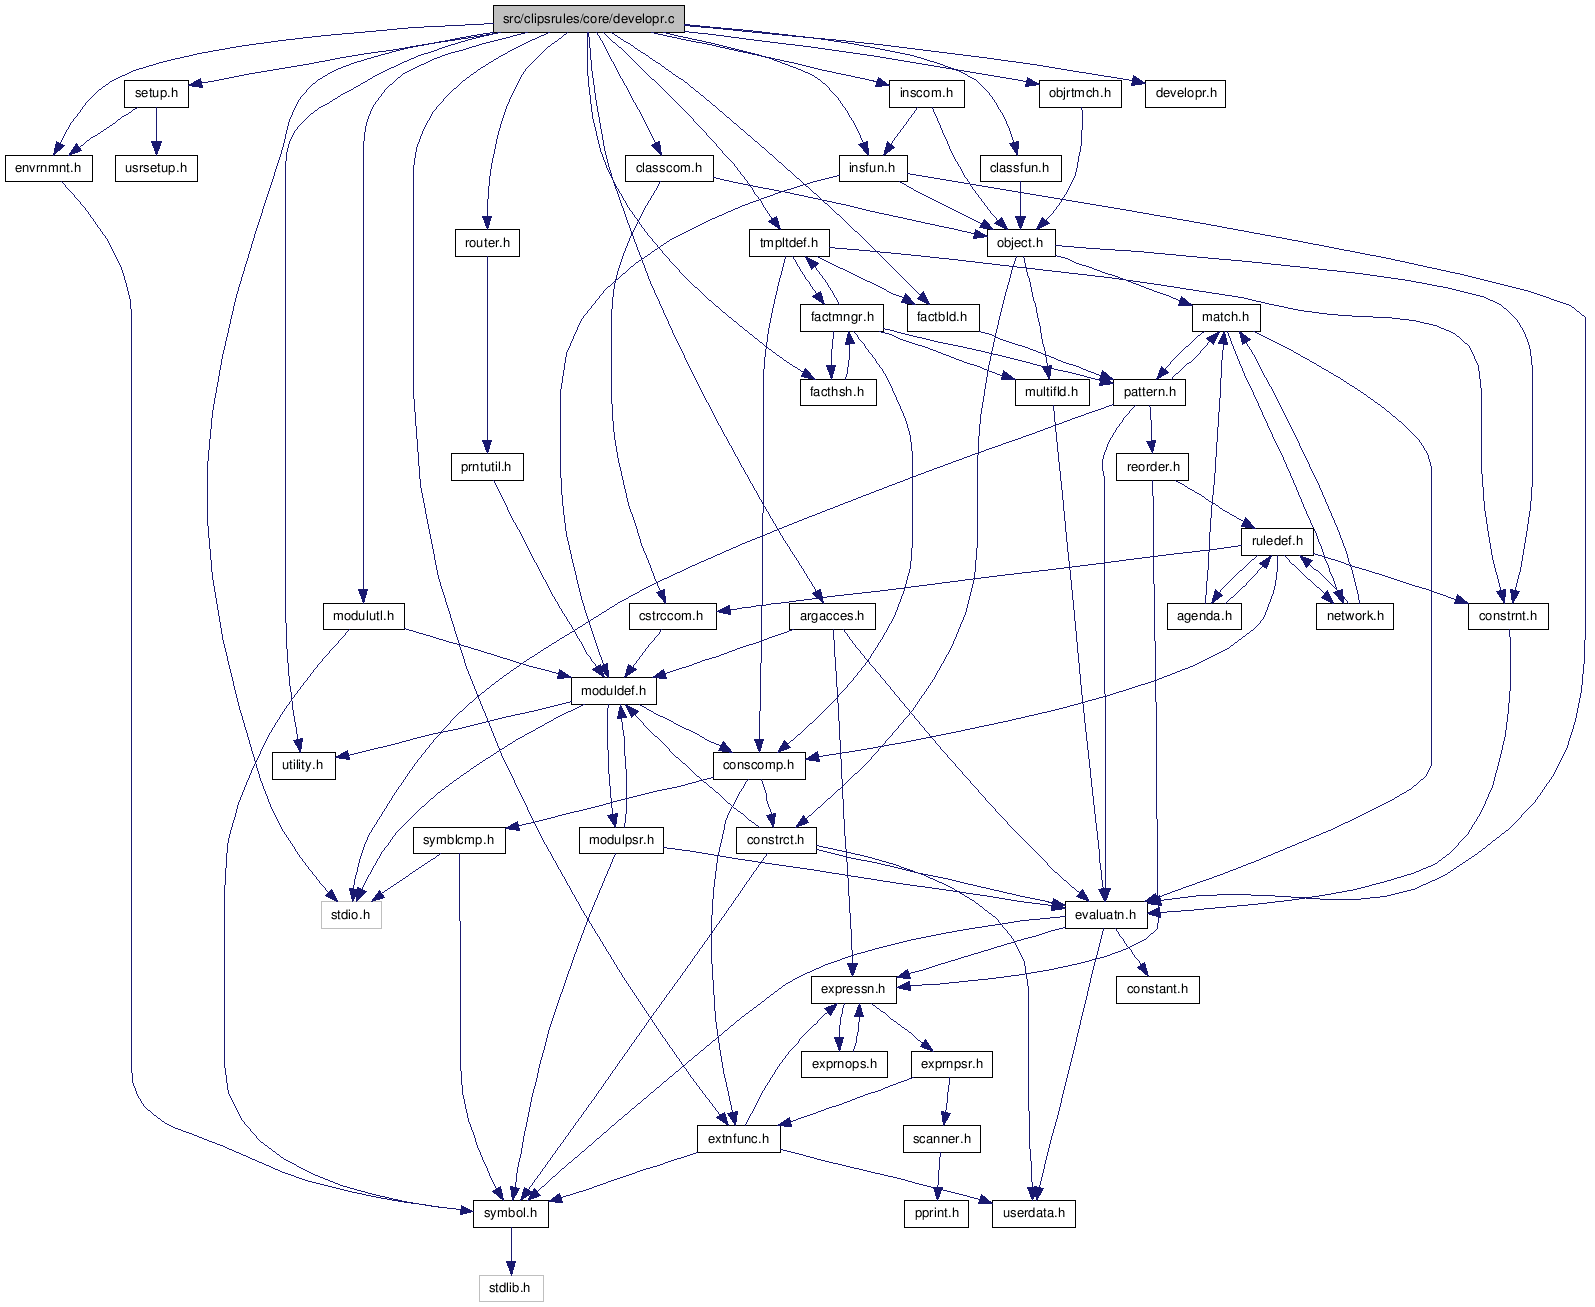 src/clipsrules/core/developr.c
setup.h
inscom.h
objrtmch.h
developr.h
envrnmnt.h
usrsetup.h
classcom.h
insfun.h
classfun.h
router.h
tmpltdef.h
object.h
factmngr.h
factbld.h
match.h
facthsh.h
multifld.h
pattern.h
prntutil.h
reorder.h
ruledef.h
modulutl.h
cstrccom.h
argacces.h
agenda.h
network.h
constrnt.h
moduldef.h
utility.h
conscomp.h
symblcmp.h
modulpsr.h
constrct.h
stdio.h
evaluatn.h
expressn.h
constant.h
exprnops.h
exprnpsr.h
extnfunc.h
scanner.h
symbol.h
pprint.h
userdata.h
stdlib.h